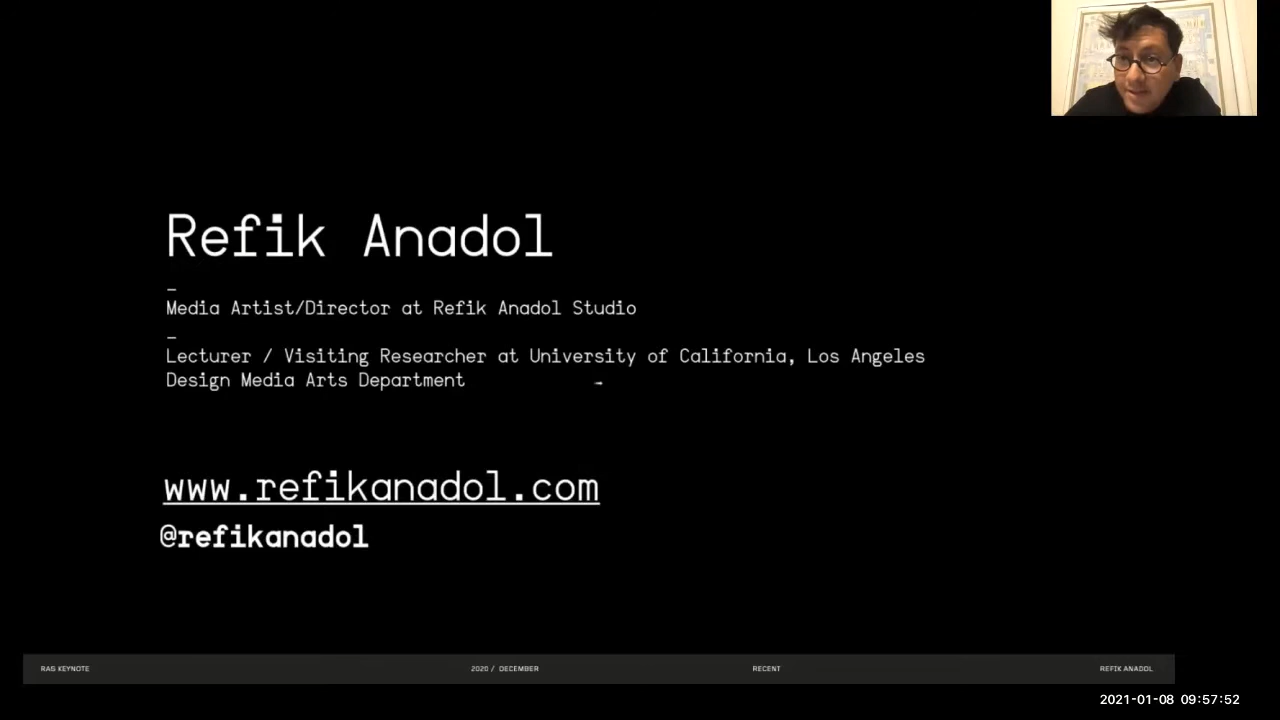 Refik Anadol
–
Media Artist/Director at Refik Anadol Studio
–
Lecturer / Visiting Researcher at University of California, Los Angeles
Design Media Arts Department
www.refikanadol.com
@refikanadol
RAS KEYNOTE 2020 / DECEMBER RECENT REFIK ANADOL
2021-01-08 09:57:52